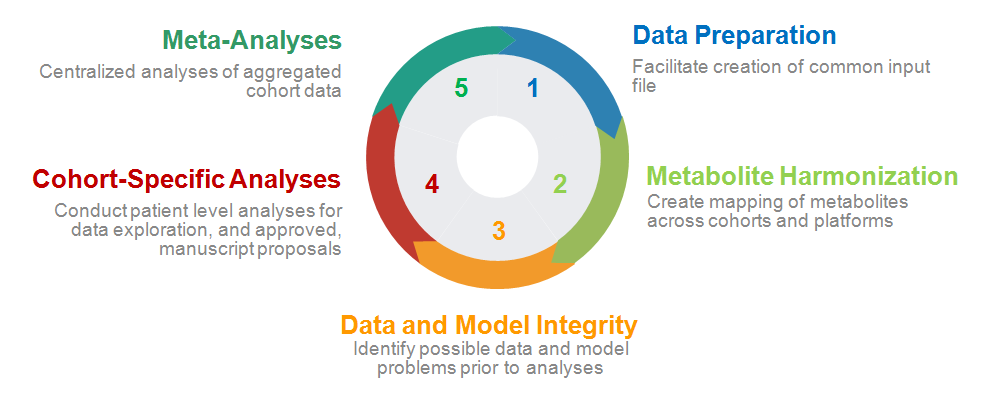 Meta-Analyses
Centralized analyses of aggregated
cohort data
Data Preparation
Facilitate creation of common input
file
5
1
Cohort-Specific Analyses
Conduct patient level analyses for
data exploration, and approved,
manuscript proposals
4
2
Metabolite Harmonization
Create mapping of metabolites
across cohorts and platforms
3
Data and Model Integrity
Identify possible data and model
problems prior to analyses